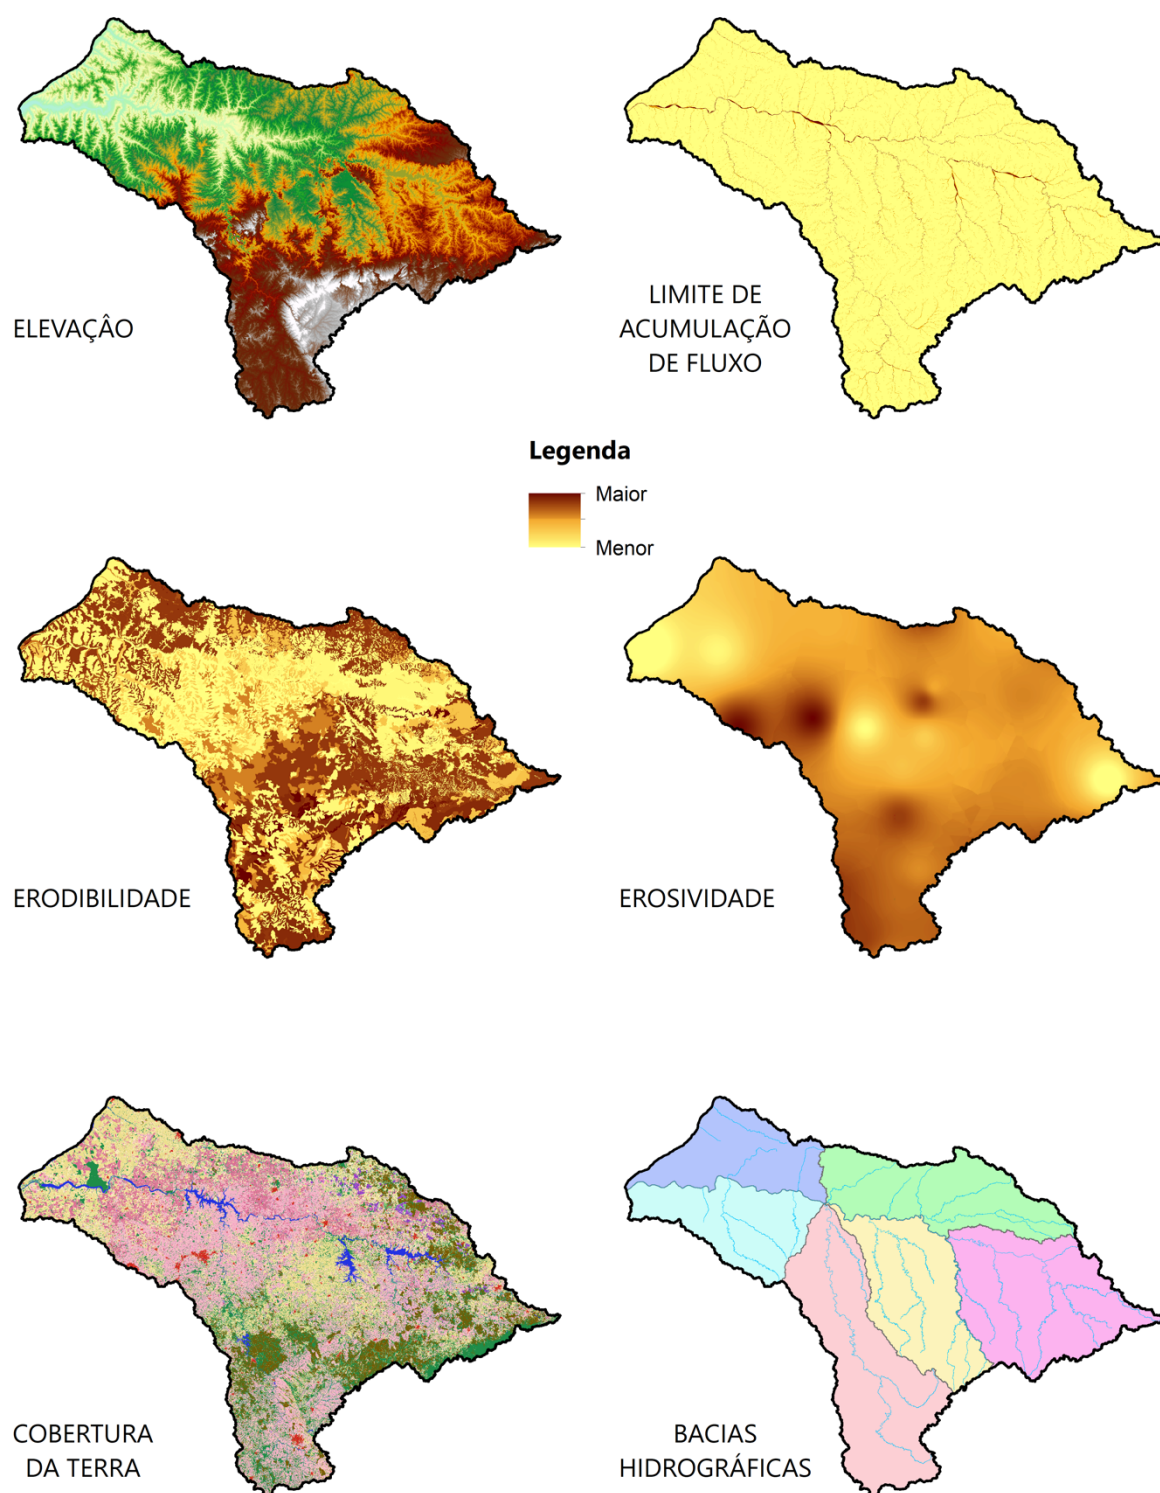 ELEVAÇÂO
LIMITE DE
ACUMULAÇÃO
DE FLUXO
Legenda
Maior
Menor
ERODIBILIDADE
EROSIVIDADE
COBERTURA
DA TERRA
BACIAS
HIDROGRÁFICAS